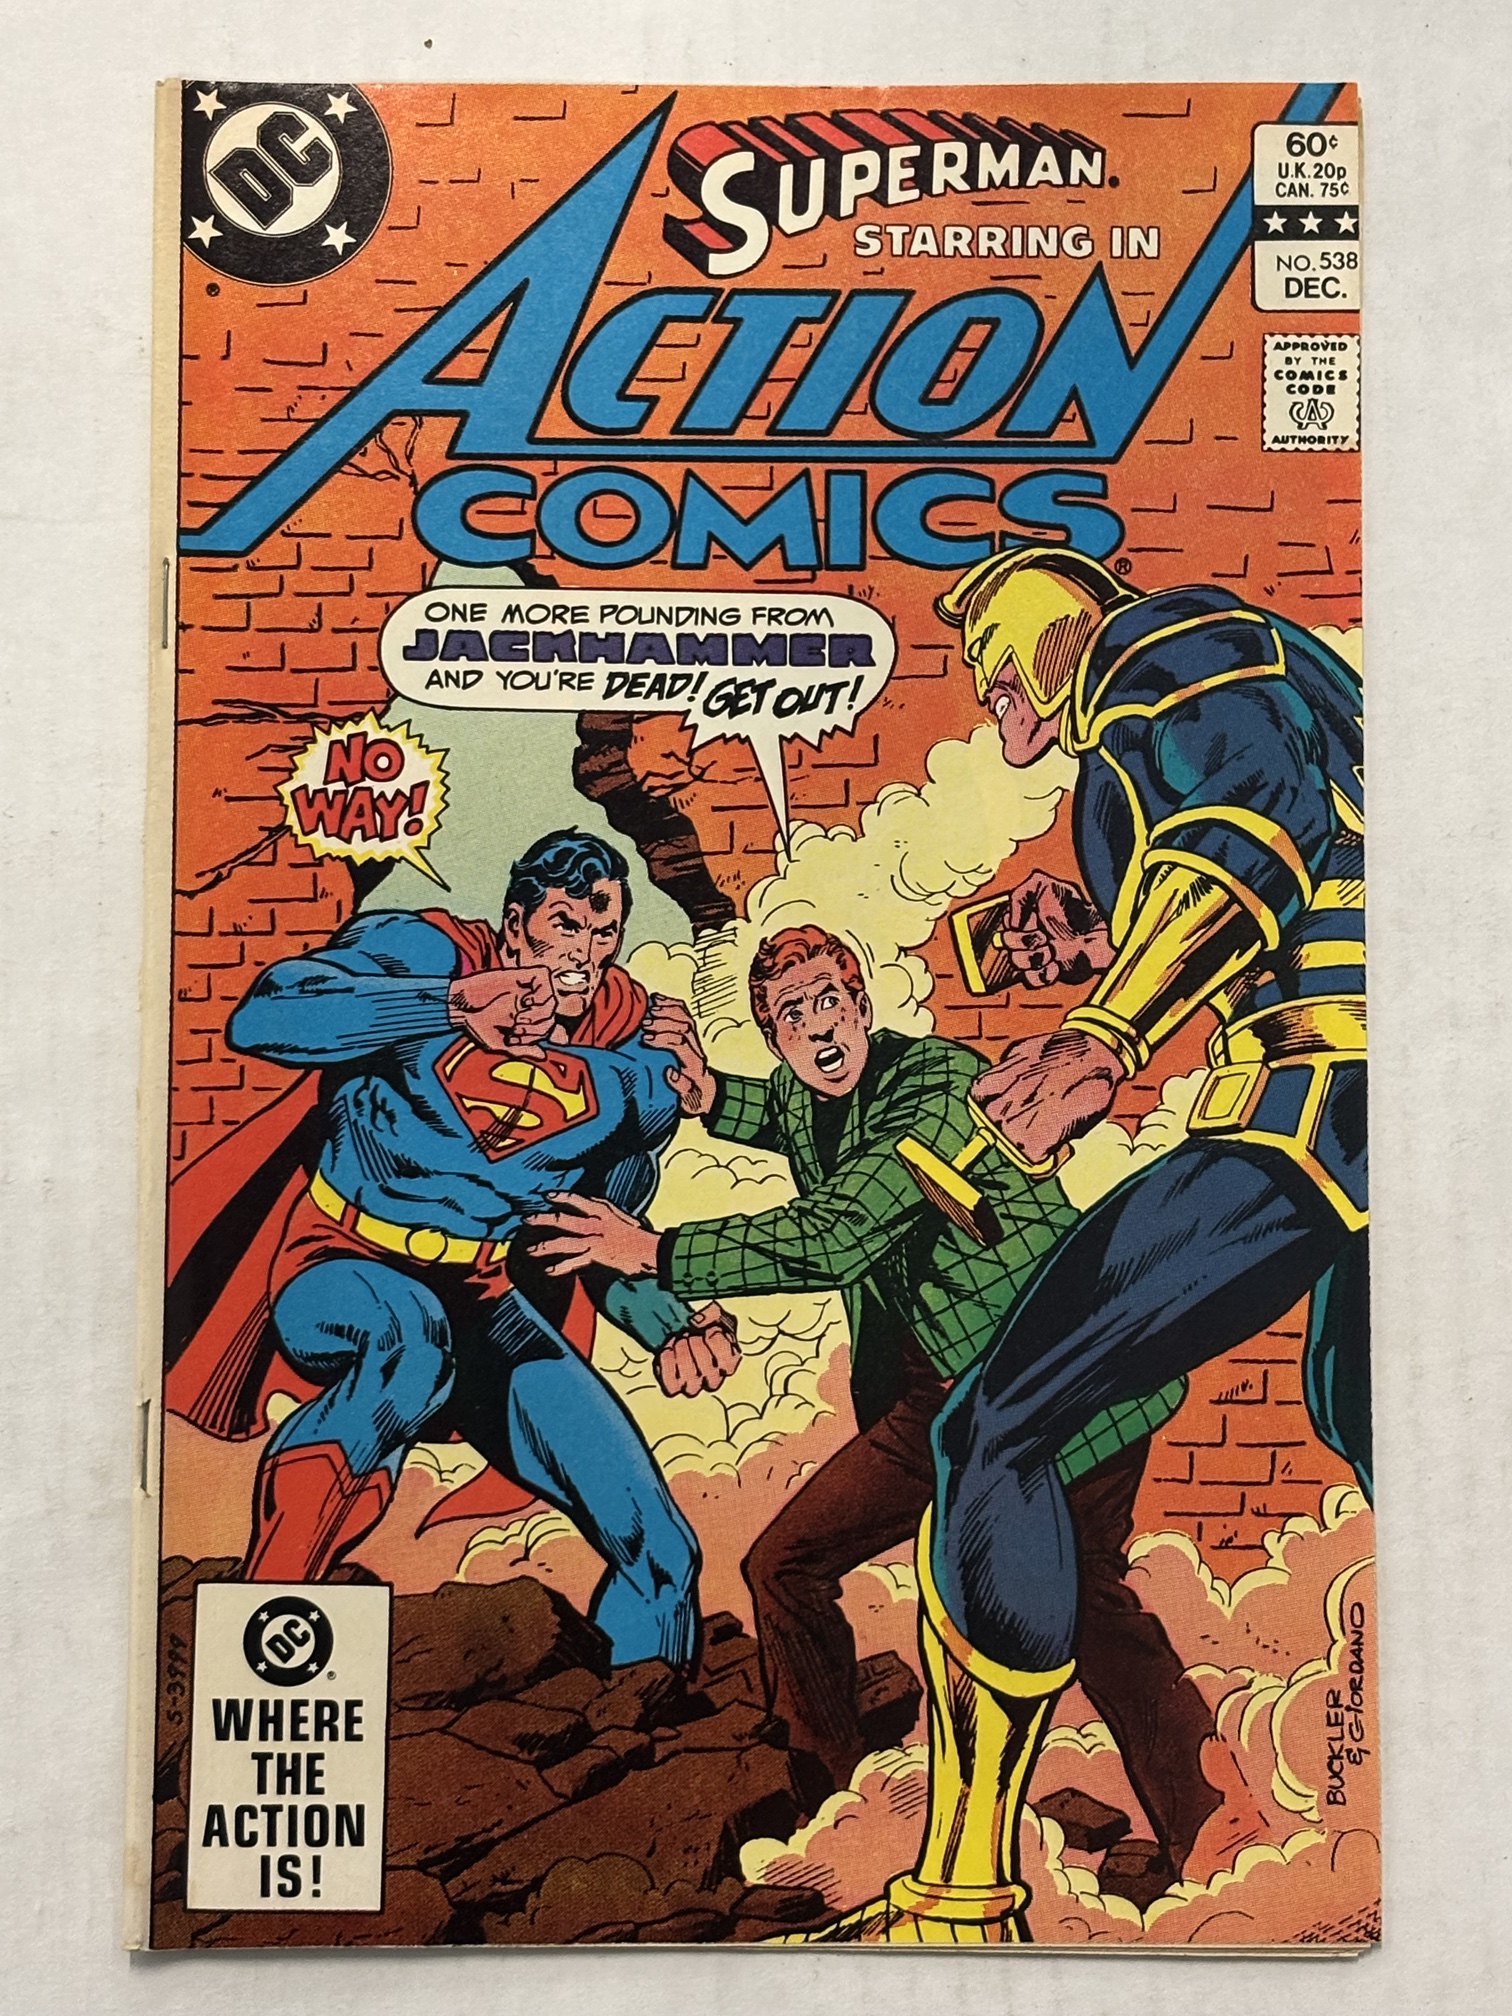 DC
®
SUPERMAN.
STARRING IN
ACTION
COMICS®
60¢
U.K. 20p
CAN. 75¢
NO. 538
DEC.
APPROVED
BY THE
COMICS
CODE
CA
AUTHORITY
ONE MORE POUNDING FROM
JACKHAMMER
AND YOU'RE DEAD! GET OUT!
NO
WAY!
S
S-3999
DC
®
WHERE
THE
ACTION
IS!
BUCKLER
& GIORDANO